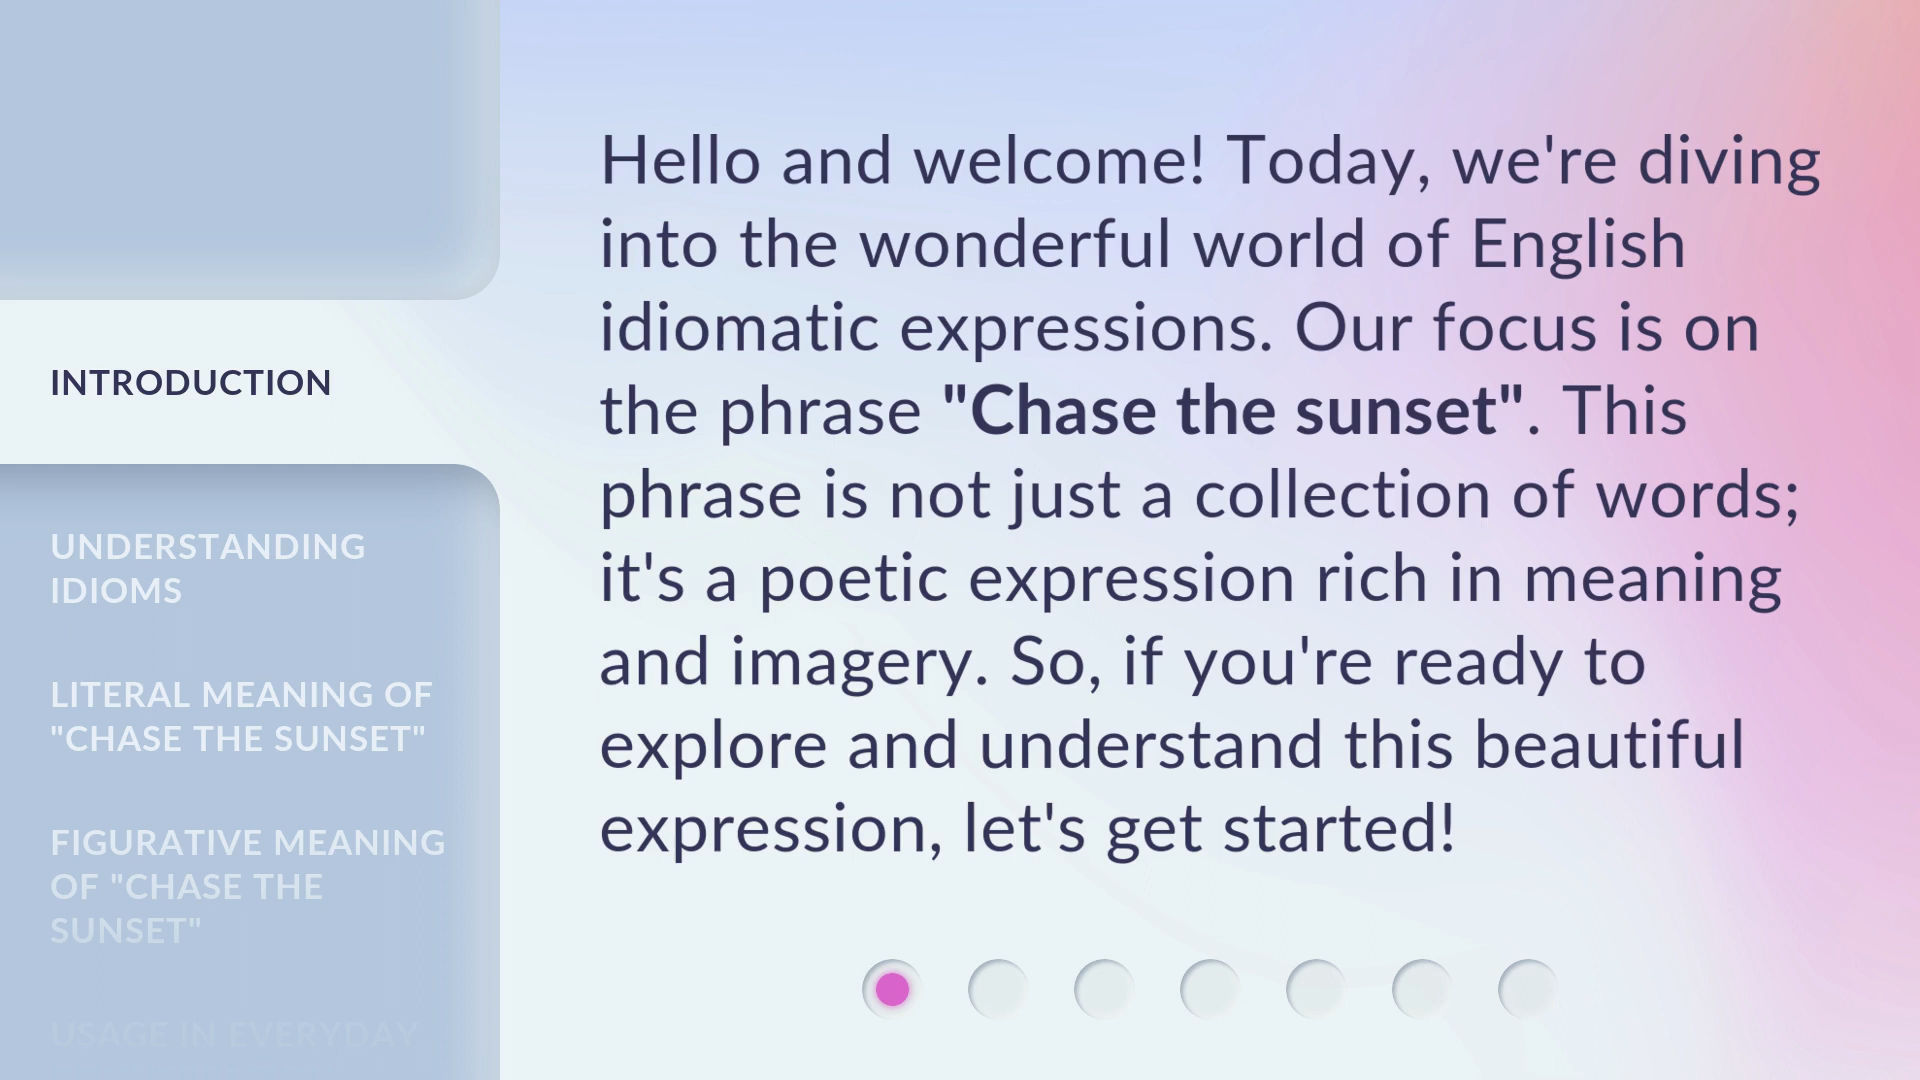 INTRODUCTION
UNDERSTANDING
IDIOMS
LITERAL MEANING OF
"CHASE THE SUNSET"
FIGURATIVE MEANING
OF "CHASE THE
SUNSET"
USAGE IN EVERYDAY
Hello and welcome! Today, we're diving
into the wonderful world of English
idiomatic expressions. Our focus is on
the phrase "Chase the sunset". This
phrase is not just a collection of words;
it's a poetic expression rich in meaning
and imagery. So, if you're ready to
explore and understand this beautiful
expression, let's get started!